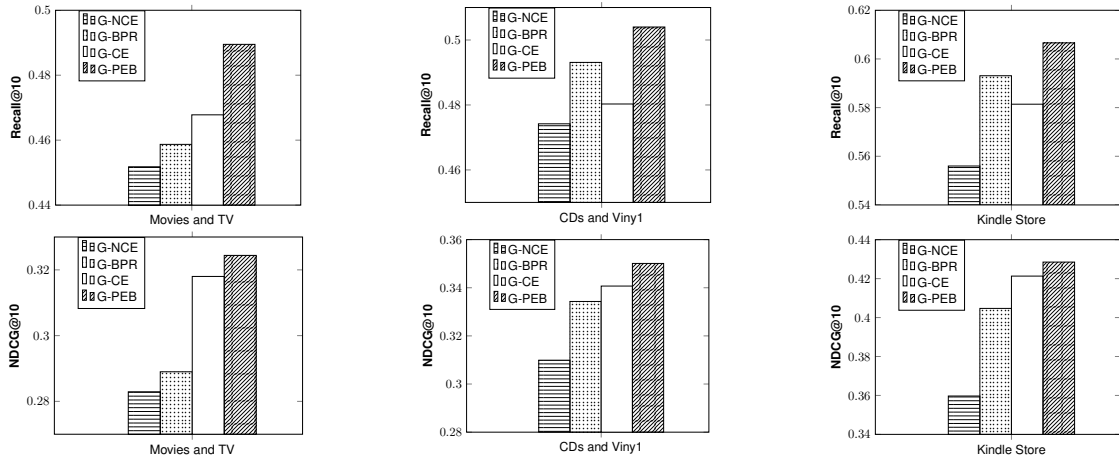 0.5
0.48
0.46
0.44
Recall@10
G-NCE
G-BPR
G-CE
G-PEB
Movies and TV
0.5
0.48
0.46
Recall@10
G-NCE
G-BPR
G-CE
G-PEB
CDs and Viny1
0.62
0.6
0.58
0.56
0.54
Recall@10
G-NCE
G-BPR
G-CE
G-PEB
Kindle Store
0.32
0.3
0.28
NDCG@10
G-NCE
G-BPR
G-CE
G-PEB
Movies and TV
0.36
0.34
0.32
0.3
0.28
NDCG@10
G-NCE
G-BPR
G-CE
G-PEB
CDs and Viny1
0.44
0.42
0.4
0.38
0.36
0.34
NDCG@10
G-NCE
G-BPR
G-CE
G-PEB
Kindle Store